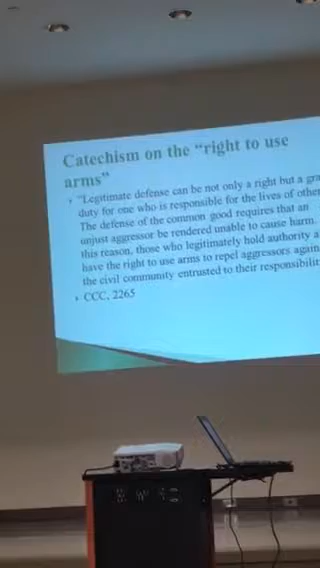 Catechism on the “right to use
arms”
“Legitimate defense can be not only a right but a gra
duty for one who is responsible for the lives of other
The defense of the common good requires that an
unjust aggressor be rendered unable to cause harm.
this reason, those who legitimately hold authority a
have the right to use arms to repel aggressors again
the civil community entrusted to their responsibilit
CCC, 2265